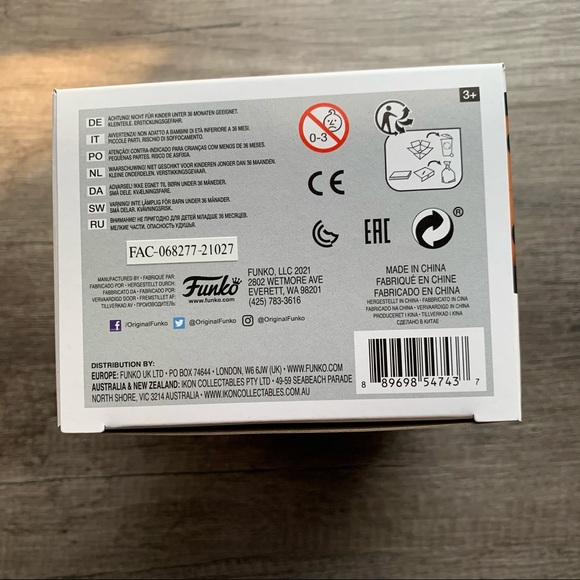 3+
DE ACHTUNG! NICHT FÜR KINDER UNTER 36 MONATEN GEEIGNET.
KLEINTEILE. ERSTICKUNGSGEFAHR.
IT AVVERTENZA! NON ADATTO A BAMBINI DI ETÀ INFERIORE A 36 MESI.
PICCOLE PARTI. RISCHIO DI SOFFOCAMENTO.
PO ATENÇÃO! CONTRA-INDICADO PARA CRIANÇAS COM MENOS DE 36 MESES.
PEQUENAS PARTES. RISCO DE ASFIGIA.
NL WAARSCHUWING! NIET GESCHIKT VOOR KINDEREN JONGER DAN 36 MAANDEN.
KLEINE ONDERDELEN. VERSTIKKINGSGEVAAR.
DA ADVARSEL! IKKE EGNET TIL BØRN UNDER 36 MÅNEDER.
SMÅ DELE. KVÆLNINGSFARE.
SW VARNING! INTE LÄMPLIG FÖR BARN UNDER 36 MÅNADER.
SMÅ DELAR. KVÄVNINGSRISK.
RU ВНИМАНИЕ! НЕ ПРИГОДНО ДЛЯ ДЕТЕЙ МЛАДШЕ 36 МЕСЯЦЕВ.
МЕЛКИЕ ЧАСТИ. ОПАСНОСТЬ УДУШЬЯ.
0-3
CE
EAC
®
FAC-068277-21027
MANUFACTURED BY • FABRIQUÉ PAR:
FABRICADO POR • HERGESTELLT DURCH:
FABBRICATO DA • FABRICADO POR:
VERVAARDIGD DOOR • FREMSTILLET AF:
TILLVERKAD AV • ПРОИЗВОДИТЕЛЬ:
Funko
www.funko.com
FUNKO, LLC 2021
2802 WETMORE AVE
EVERETT, WA 98201
(425) 783-3616
/OriginalFunko @OriginalFunko @OriginalFunko
MADE IN CHINA
FABRIQUÉ EN CHINE
FABRICADO EN CHINA
HERGESTELLT IN CHINA • FABBRICATO IN CINA
FABRICADO NA CHINA • VERVAARDIGD IN CHINA
PRODUCERET I KINA • TILLVERKAD I KINA
СДЕЛАНО В КИТАЕ
DISTRIBUTION BY:
EUROPE: FUNKO UK LTD • PO BOX 74644 • LONDON, W6 6JW (UK) • WWW.FUNKO.COM
AUSTRALIA & NEW ZEALAND: IKON COLLECTABLES PTY LTD • 49-59 SEABEACH PARADE
NORTH SHORE, VIC 3214 AUSTRALIA • WWW.IKONCOLLECTABLES.COM.AU
8 89698 54743 7